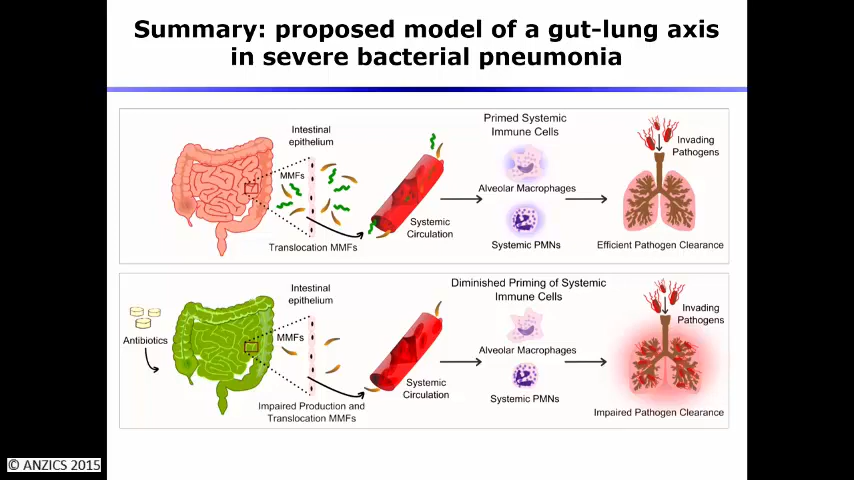 Summary: proposed model of a gut-lung axis
in severe bacterial pneumonia
Intestinal
epithelium
MMFs
Translocation MMFs
Systemic
Circulation
Primed Systemic
Immune Cells
Alveolar Macrophages
Systemic PMNs
Invading
Pathogens
Efficient Pathogen Clearance
Antibiotics
Intestinal
epithelium
MMFs
Impaired Production and
Translocation MMFs
Systemic
Circulation
Diminished Priming of Systemic
Immune Cells
Alveolar Macrophages
Systemic PMNs
Invading
Pathogens
Impaired Pathogen Clearance
© ANZICS 2015